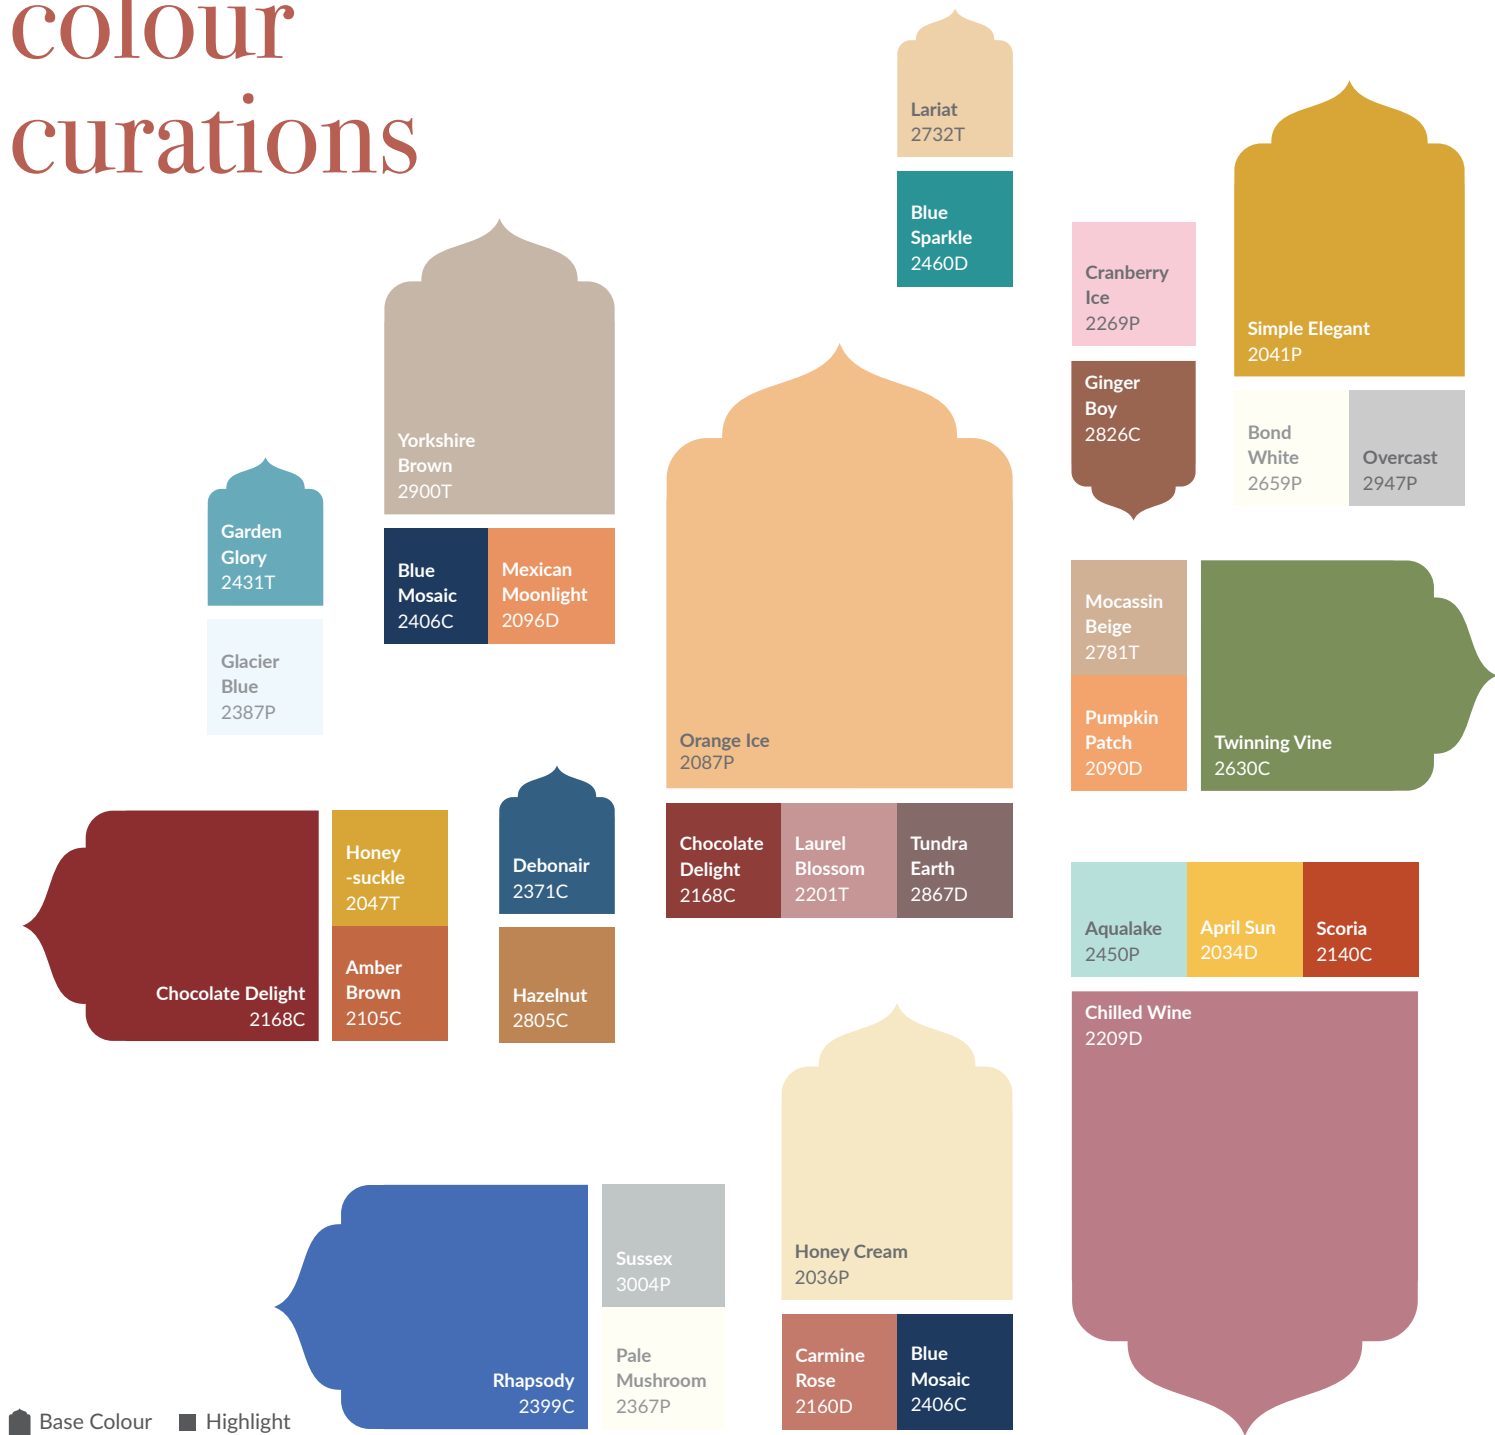 colour
curations
Lariat
2732T
Blue
Sparkle
2460D
Cranberry
Ice
2269P
Ginger
Boy
2826C
Simple Elegant
2041P
Bond
White
2659P
Overcast
2947P
Yorkshire
Brown
2900T
Blue
Mosaic
2406C
Mexican
Moonlight
2096D
Garden
Glory
2431T
Glacier
Blue
2387P
Orange Ice
2087P
Chocolate
Delight
2168C
Laurel
Blossom
2201T
Tundra
Earth
2867D
Mocassin
Beige
2781T
Pumpkin
Patch
2090D
Twinning Vine
2630C
Chocolate Delight
2168C
Honey
-suckle
2047T
Amber
Brown
2105C
Debonair
2371C
Hazelnut
2805C
Aqualake
2450P
April Sun
2034D
Scoria
2140C
Chilled Wine
2209D
Rhapsody
2399C
Sussex
3004P
Pale
Mushroom
2367P
Honey Cream
2036P
Carmine
Rose
2160D
Blue
Mosaic
2406C
Base Colour
Highlight